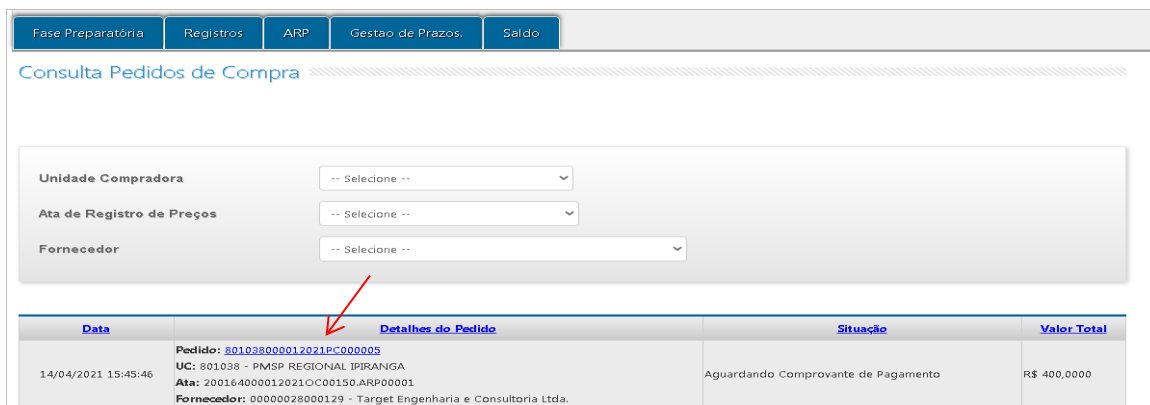 Fase Preparatória Registros ARP Gestao de Prazos. Saldo
Consulta Pedidos de Compra
Unidade Compradora -- Selecione --
Ata de Registro de Preços -- Selecione --
Fornecedor -- Selecione --
Data Detalhes do Pedido Situação Valor Total
Pedido: 801038000012021PC000005
UC: 801038 - PMSP REGIONAL IPIRANGA
14/04/2021 15:45:46 Aguardando Comprovante de Pagamento R$ 400,0000
Ata: 200164000012021OC00150.ARP00001
Fornecedor: 00000028000129 - Target Engenharia e Consultoria Ltda.